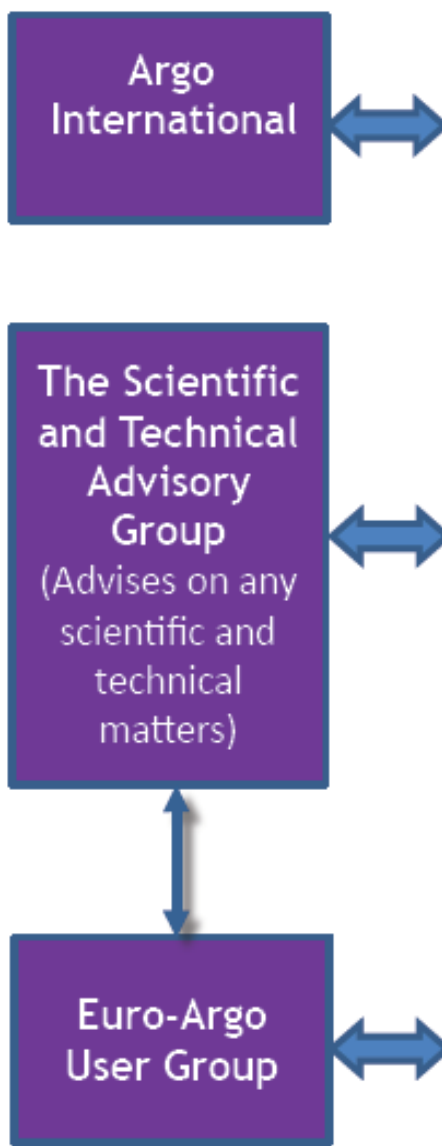 Argo
International
The Scientific
and Technical
Advisory
Group
(Advises on any
scientific and
technical
matters)
Euro-Argo
User Group